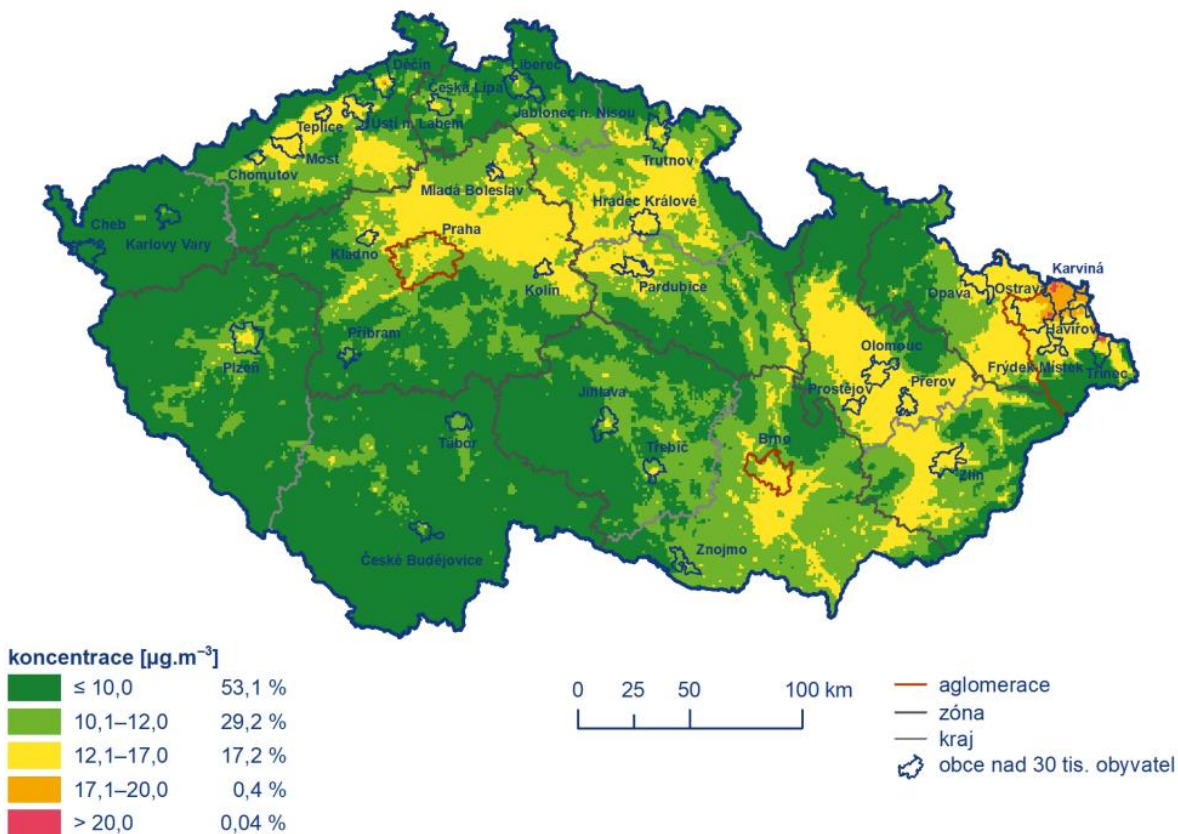 Děčín
Liberec
Česká Lípa
Jablonec n. Nisou
Teplice
Ústí n. Labem
Most
Chomutov
Trutnov
Mladá Boleslav
Hradec Králové
Cheb
Karlovy Vary
Praha
Kladno
Kolín
Pardubice
Karviná
Opava
Ostrava
Havířov
Příbram
Plzeň
Olomouc
Frýdek Místek
Třinec
Prostějov
Přerov
Jihlava
Tábor
Třebíč
Brno
Zlín
Znojmo
České Budějovice
koncentrace [µg.m⁻³]
≤ 10,0 53,1 %
10,1–12,0 29,2 %
12,1–17,0 17,2 %
17,1–20,0 0,4 %
> 20,0 0,04 %
0 25 50 100 km
aglomerace
zóna
kraj
obce nad 30 tis. obyvatel